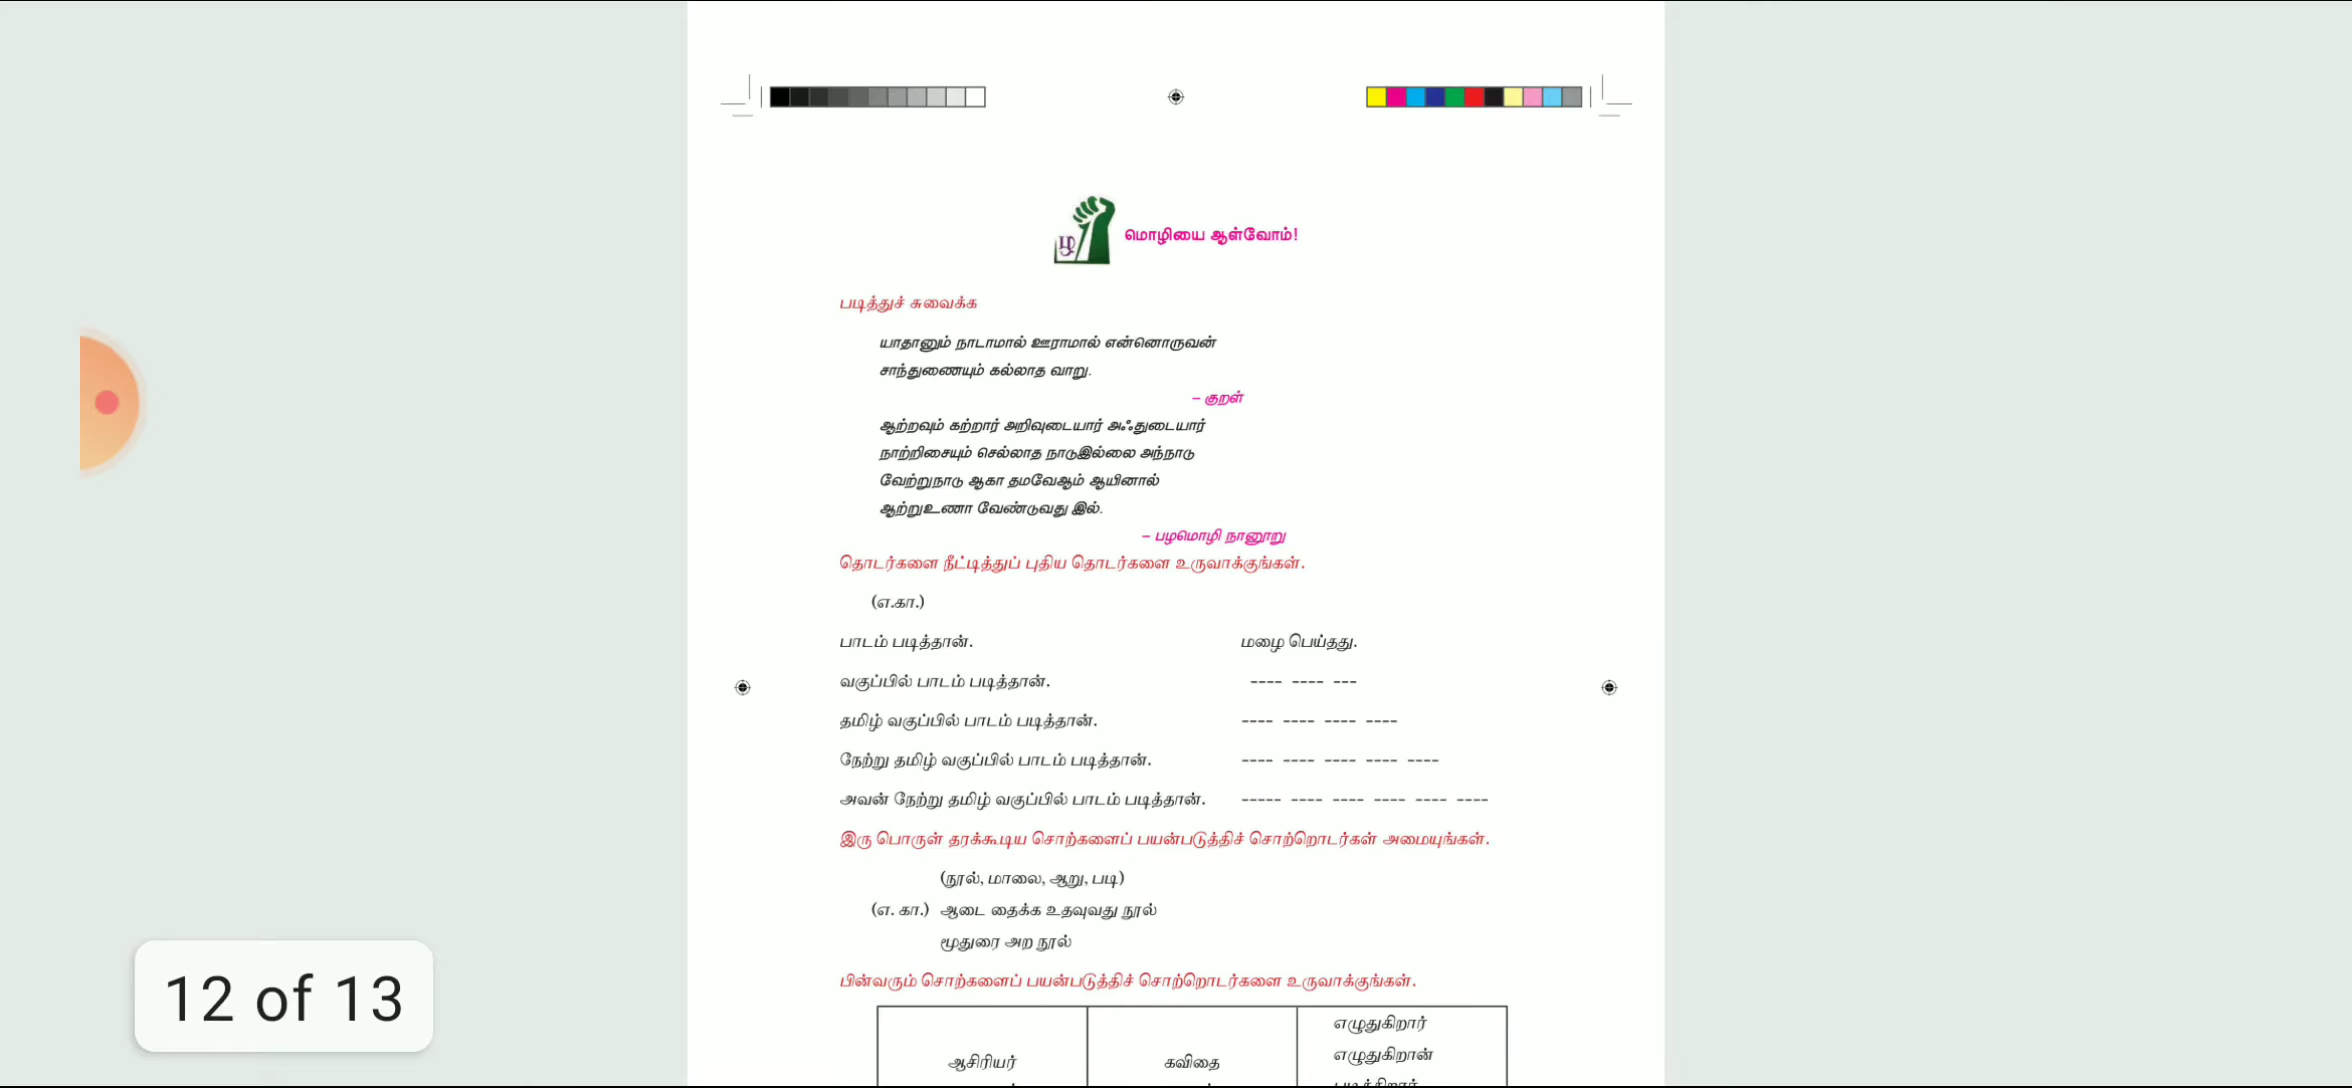 ழ
மொழியை ஆள்வோம்!
படித்துச் சுவைக்க
யாதானும் நாடாமால் ஊராமால் என்னொருவன்
சாந்துணையும் கல்லாத வாறு.
– குறள்
ஆற்றவும் கற்றார் அறிவுடையார் அஃதுடையார்
நாற்றிசையும் செல்லாத நாடுஇல்லை அந்நாடு
வேற்றுநாடு ஆகா தமவேஆம் ஆயினால்
ஆற்றுஉணா வேண்டுவது இல்.
– பழமொழி நானூறு
தொடர்களை நீட்டித்துப் புதிய தொடர்களை உருவாக்குங்கள்.
(எ.கா.)
பாடம் படித்தான். மழை பெய்தது.
வகுப்பில் பாடம் படித்தான். ---- ---- ---
தமிழ் வகுப்பில் பாடம் படித்தான். ---- ---- ---- ----
நேற்று தமிழ் வகுப்பில் பாடம் படித்தான். ---- ---- ---- ---- ----
அவன் நேற்று தமிழ் வகுப்பில் பாடம் படித்தான். ----- ---- ---- ---- ---- ----
இரு பொருள் தரக்கூடிய சொற்களைப் பயன்படுத்திச் சொற்றொடர்கள் அமையுங்கள்.
(நூல், மாலை, ஆறு, படி)
(எ. கா.) ஆடை தைக்க உதவுவது நூல்
மூதுரை அற நூல்
பின்வரும் சொற்களைப் பயன்படுத்திச் சொற்றொடர்களை உருவாக்குங்கள்.
எழுதுகிறார்
எழுதுகிறான்
ஆசிரியர் கவிதை
12 of 13